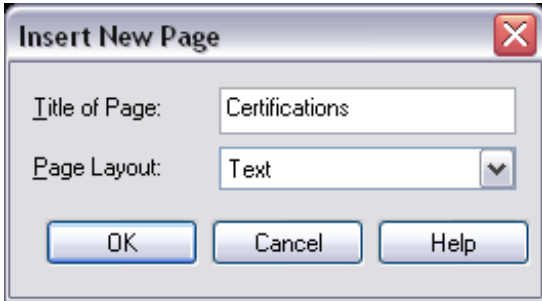 Insert New Page
Title of Page: Certifications
Page Layout: Text
OK Cancel Help